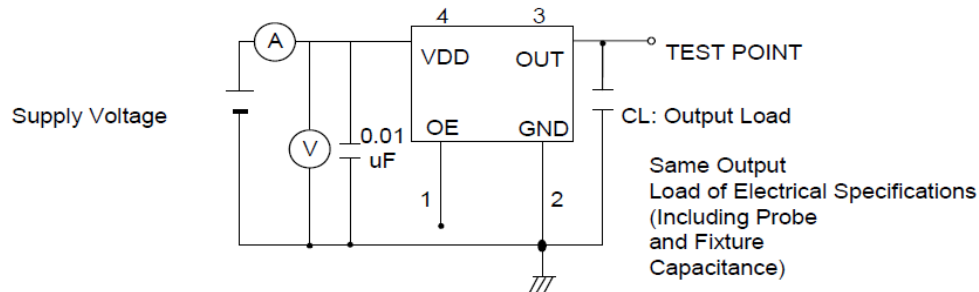 4
3
A
VDD
OUT
TEST POINT
Supply Voltage
V
0.01
uF
OE
GND
CL: Output Load
1
2
Same Output
Load of Electrical Specifications
(Including Probe
and Fixture
Capacitance)